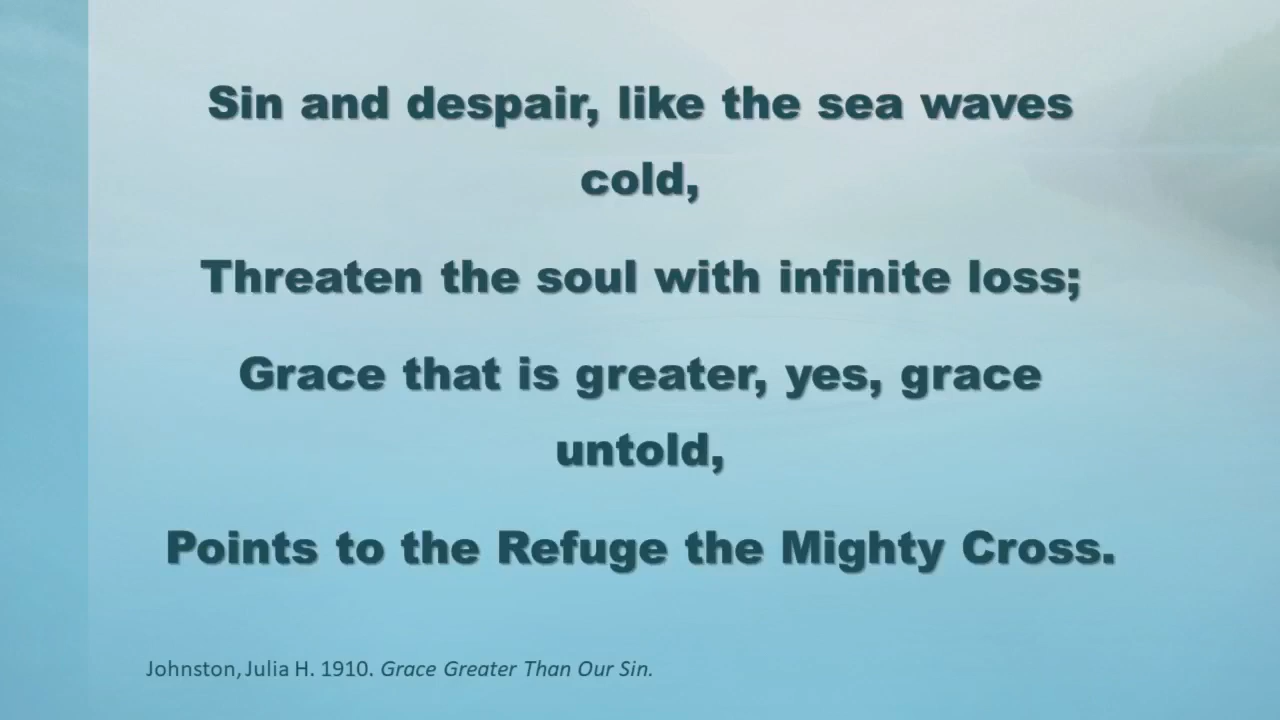 Sin and despair, like the sea waves
cold,
Threaten the soul with infinite loss;
Grace that is greater, yes, grace
untold,
Points to the Refuge the Mighty Cross.
Johnston, Julia H. 1910. Grace Greater Than Our Sin.